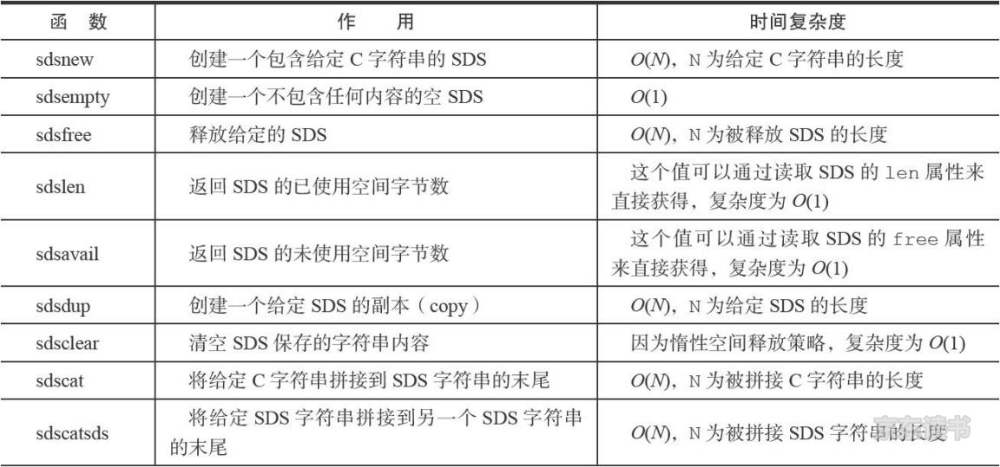 函 数 作 用 时间复杂度
sdsnew 创建一个包含给定 C 字符串的 SDS O(N)，N 为给定 C 字符串的长度
sdsempty 创建一个不包含任何内容的空 SDS O(1)
sdsfree 释放给定的 SDS O(N)，N 为被释放 SDS 的长度
sdslen 返回 SDS 的已使用空间字节数 这个值可以通过读取 SDS 的 len 属性来
直接获得，复杂度为 O(1)
sdsavail 返回 SDS 的未使用空间字节数 这个值可以通过读取 SDS 的 free 属性
来直接获得，复杂度为 O(1)
sdsdup 创建一个给定 SDS 的副本（copy） O(N)，N 为给定 SDS 的长度
sdsclear 清空 SDS 保存的字符串内容 因为惰性空间释放策略，复杂度为 O(1)
sdscat 将给定 C 字符串拼接到 SDS 字符串的末尾 O(N)，N 为被拼接 C 字符串的长度
sdscatsds 将给定 SDS 字符串拼接到另一个 SDS 字符串
的末尾 O(N)，N 为被拼接 SDS 字符串的长度
京东读书